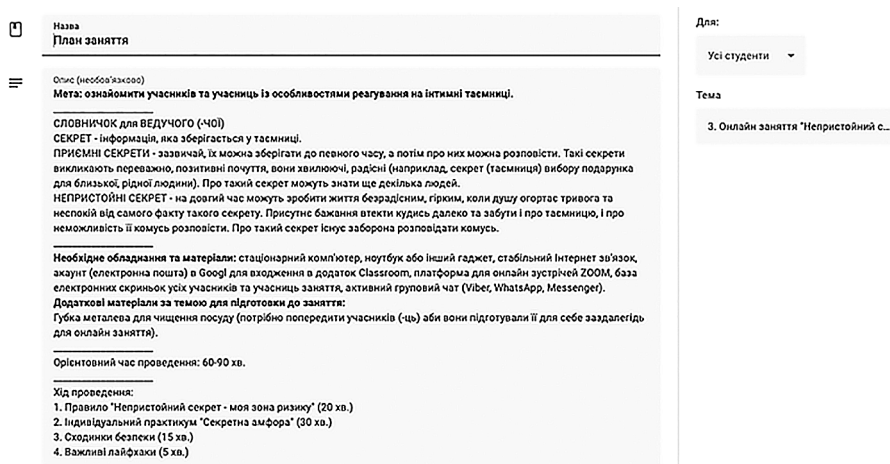 Назва
План заняття
Опис (необов'язково)
Мета: ознайомити учасників та учасниць із особливостями реагування на інтимні таємниці.
СЛОВНИЧОК для ВЕДУЧОГО (-ЧОЇ)
СЕКРЕТ - інформація, яка зберігається у таємниці.
ПРИЄМНІ СЕКРЕТИ - зазвичай, їх можна зберігати до певного часу, а потім про них можна розповісти. Такі секрети
викликають переважно, позитивні почуття, вони хвилюючі, радісні (наприклад, секрет (таємниця) вибору подарунка
для близької, рідної людини). Про такий секрет можуть знати ще декілька людей.
НЕПРИСТОЙНІ СЕКРЕТ - на довгий час можуть зробити життя безрадісним, гірким, коли душу огортає тривога та
неспокій від самого факту такого секрету. Присутнє бажання втекти кудись далеко та забути і про таємницю, і про
неможливість її комусь розповісти. Про такий секрет існує заборона розповідати комусь.
Необхідне обладнання та матеріали: стаціонарний комп'ютер, ноутбук або інший гаджет, стабільний Інтернет зв'язок,
акаунт (електронна пошта) в Googl для входження в додаток Classroom, платформа для онлайн зустрічей ZOOM, база
електронних скриньок усіх учасників та учасниць заняття, активний груповий чат (Viber, WhatsApp, Messenger).
Додаткові матеріали за темою для підготовки до заняття:
Губка металева для чищення посуду (потрібно попередити учасників (-ць) аби вони підготували її для себе заздалегідь
для онлайн заняття).
Орієнтовний час проведення: 60-90 хв.
Хід проведення:
1. Правило "Непристойний секрет - моя зона ризику" (20 хв.)
2. Індивідуальний практикум "Секретна амфора" (30 хв.)
3. Сходинки безпеки (15 хв.)
4. Важливі лайфхаки (5 хв.)
Для:
Усі студенти
Тема
3. Онлайн заняття "Непристойний с...